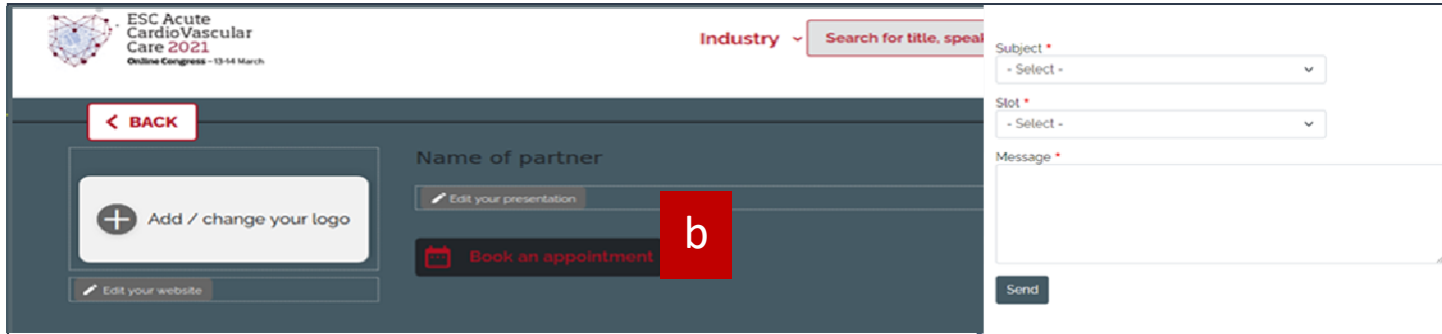 ESC Acute
CardioVascular
Care 2021
Online Congress - 13-14 March
Industry
Search for title, speak
BACK
Add / change your logo
Edit your website
Name of partner
Edit your presentation
Book an appointment
b
Subject *
- Select -
Slot *
- Select -
Message *
Send